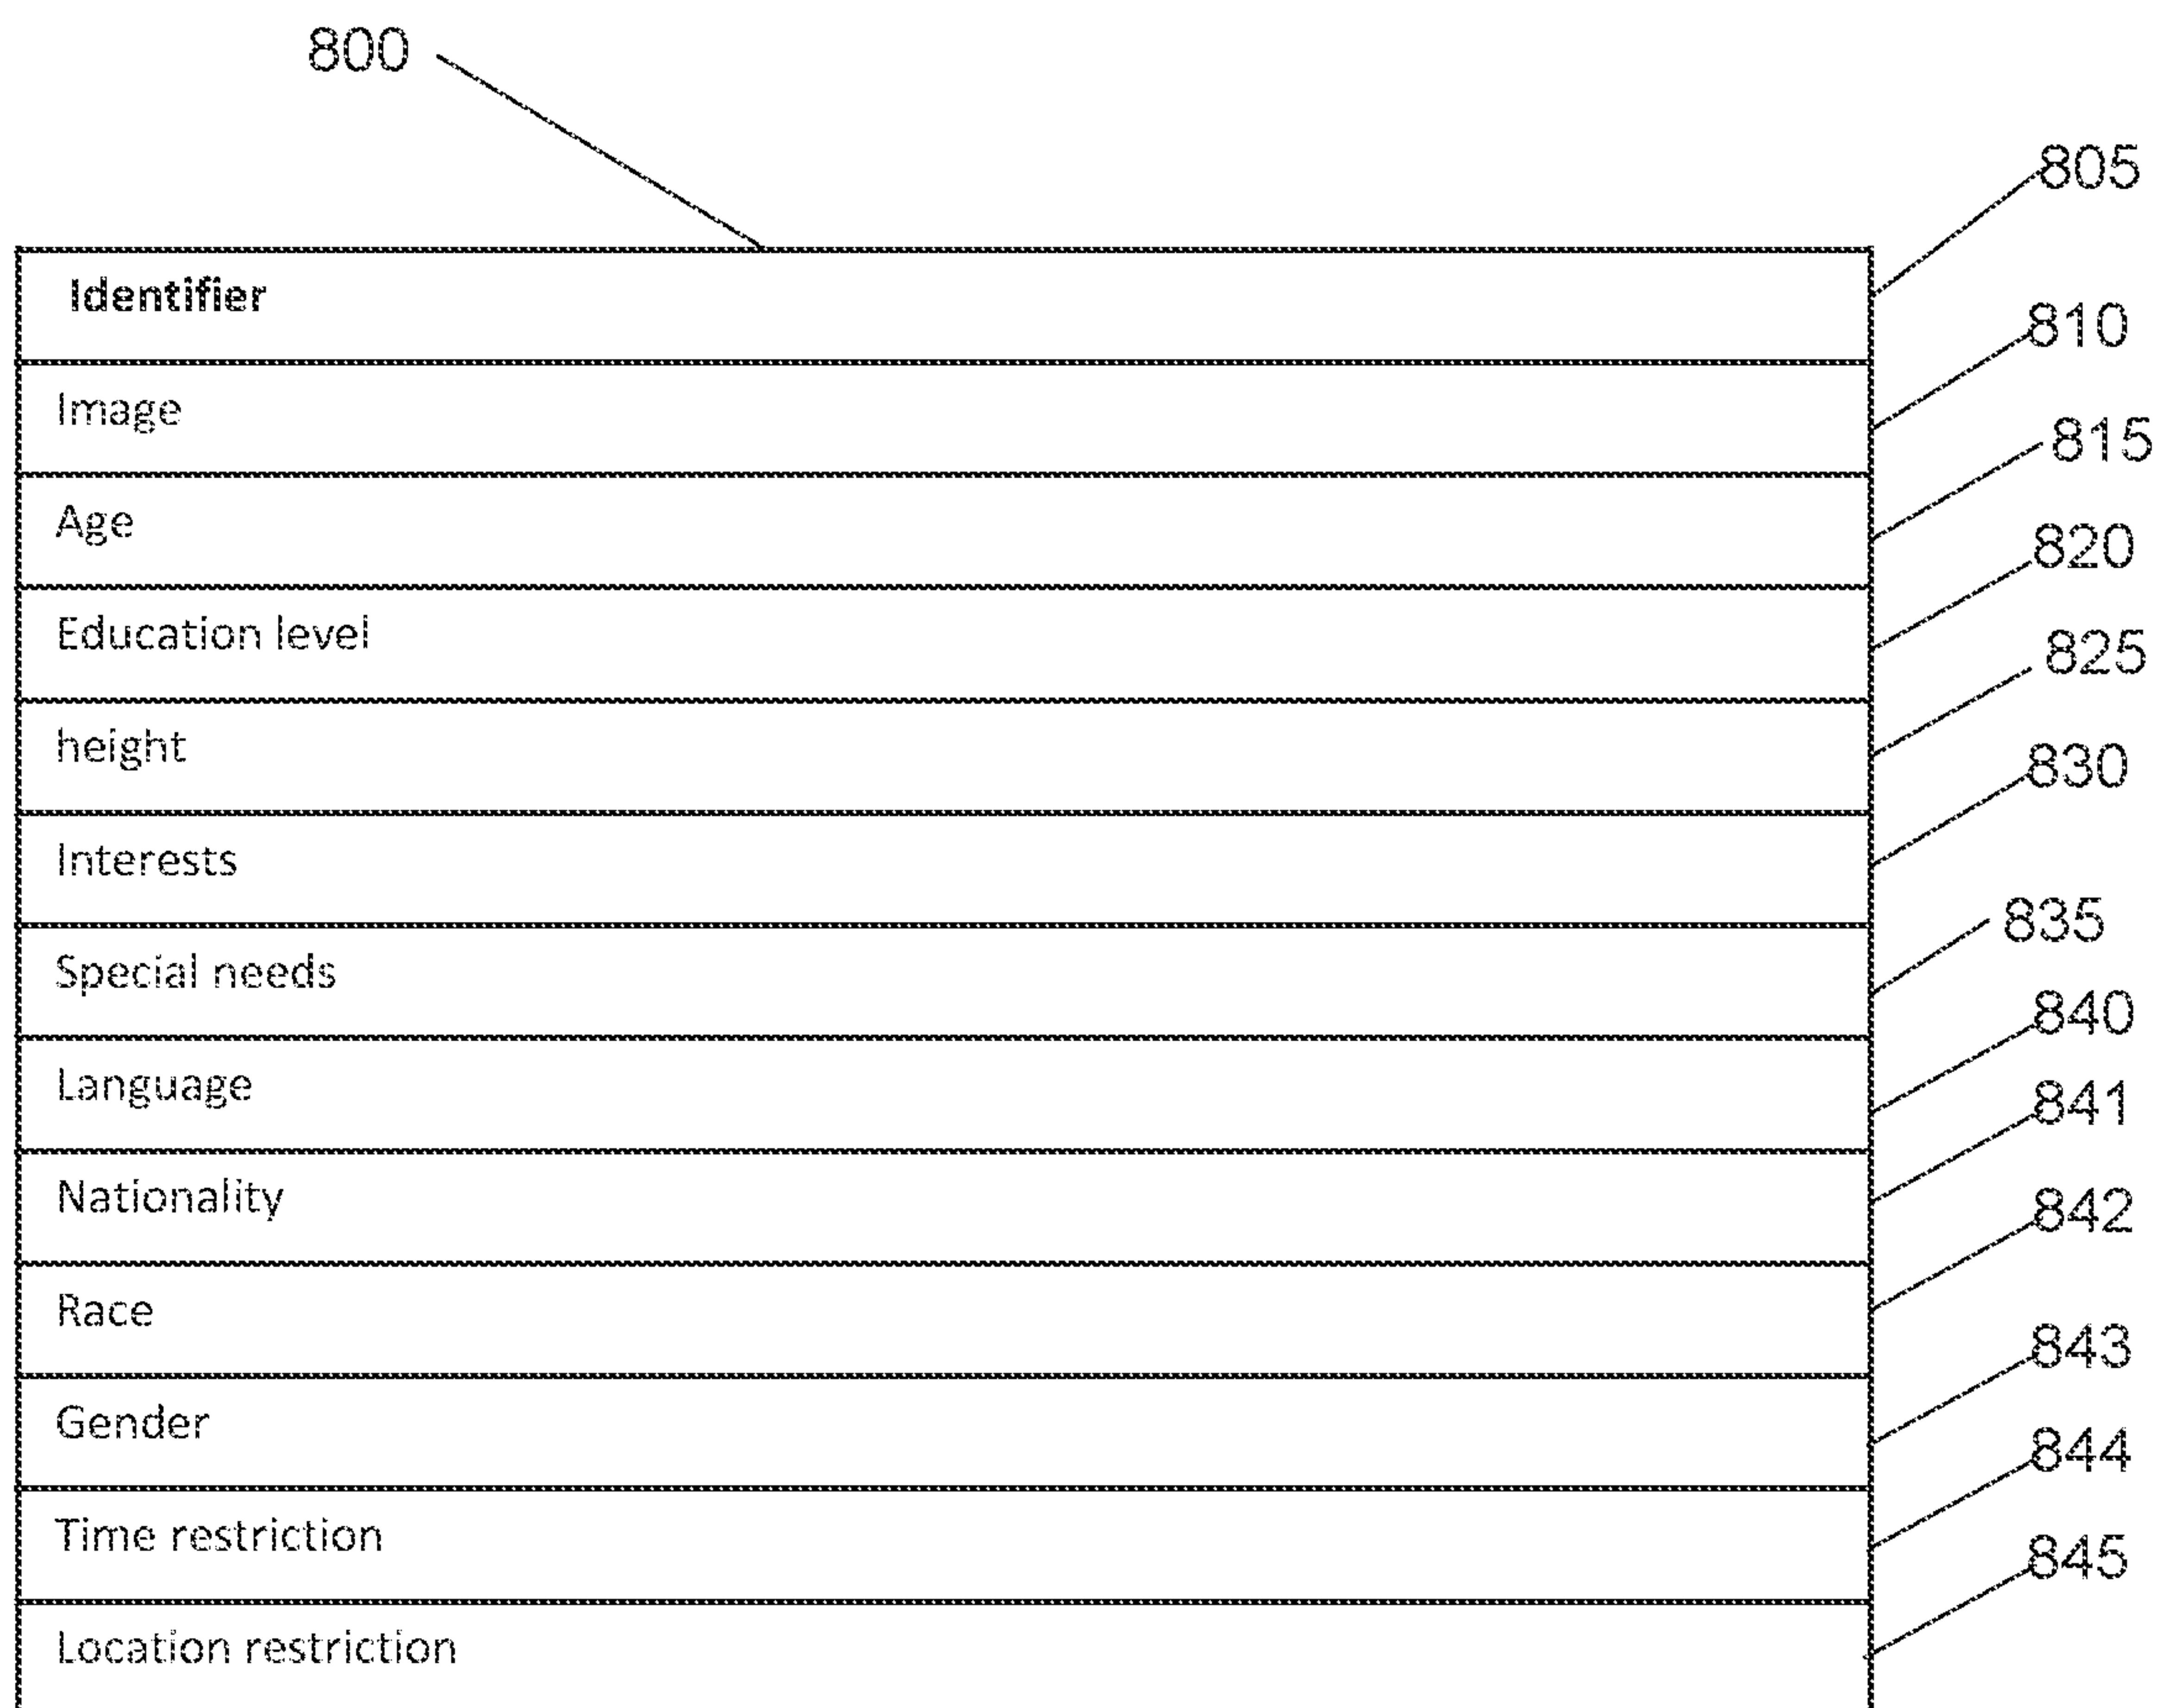 800
805
Identifier
810
Image
815
Age
820
Education level
825
height
830
Interests
835
Special needs
840
Language
841
Nationality
842
Race
843
Gender
844
Time restriction
845
Location restriction